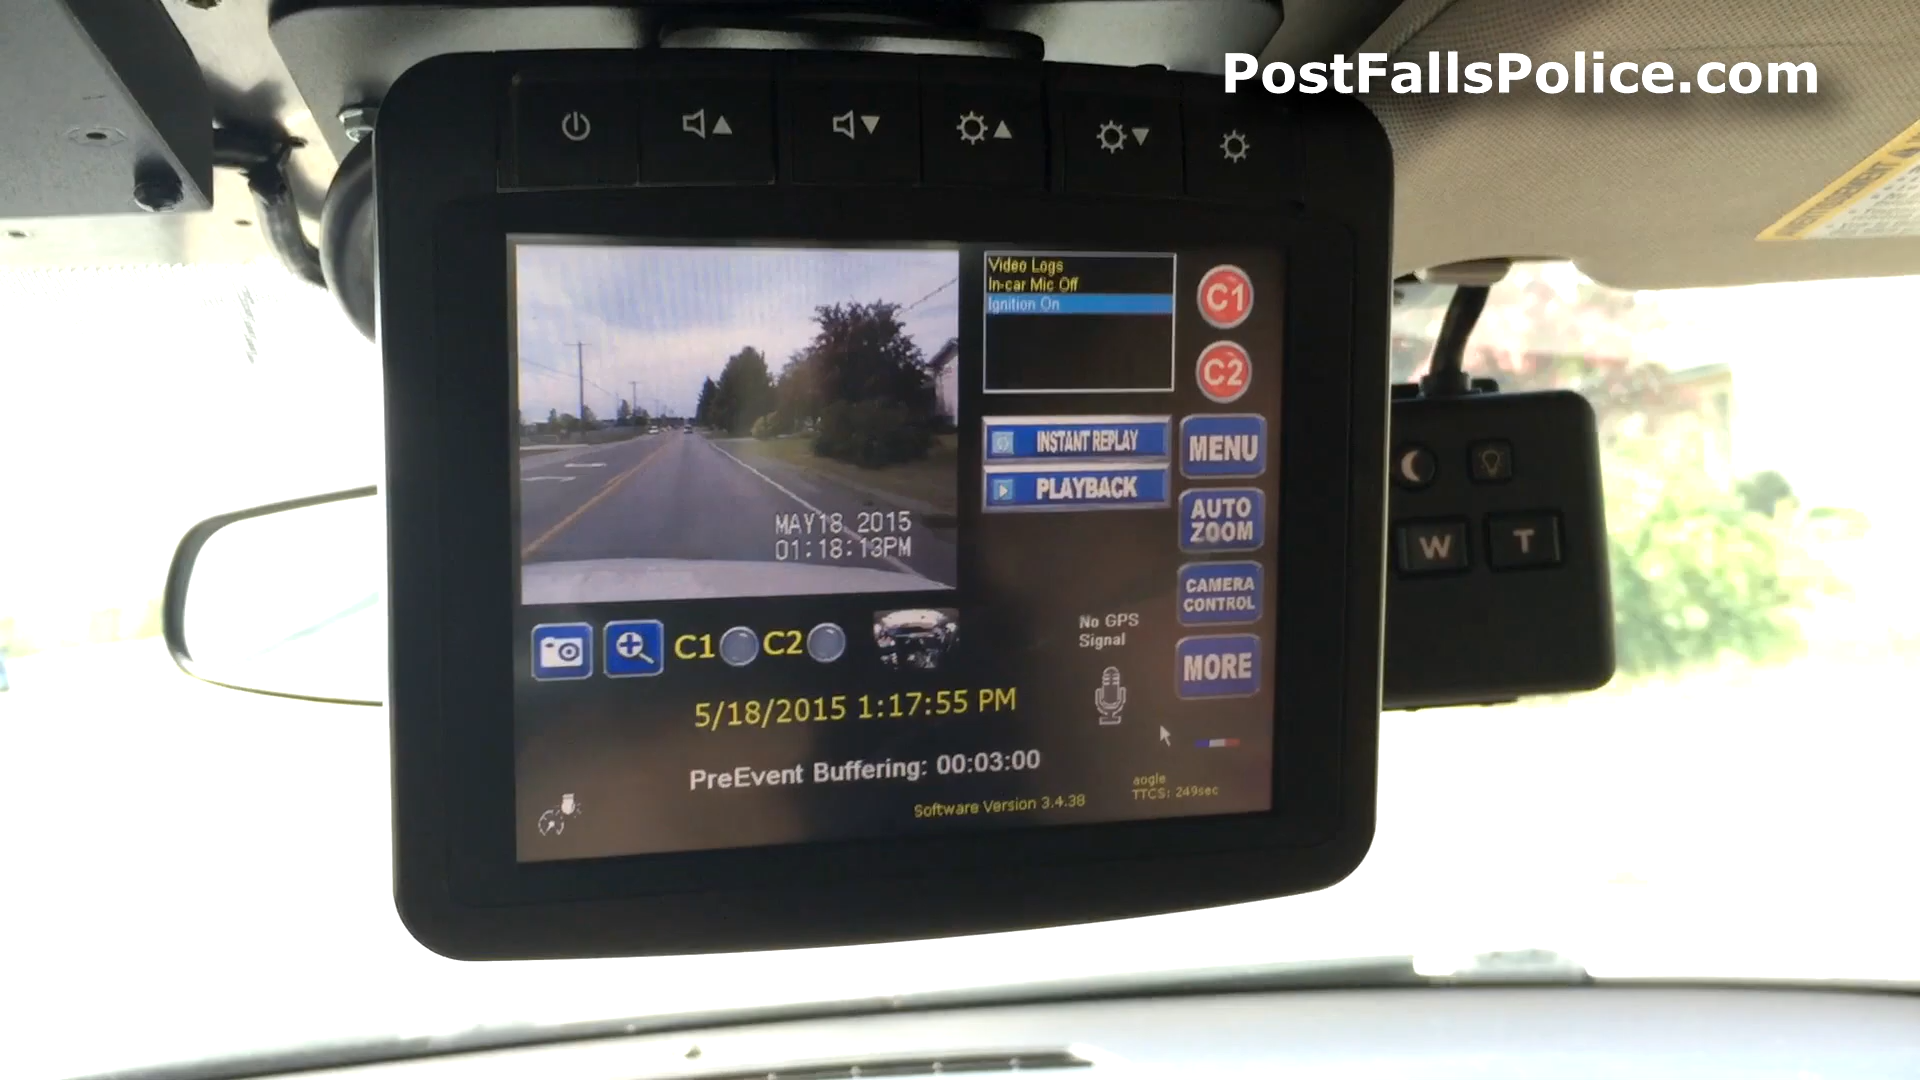 PostFallsPolice.com
Video Logs
In-car Mic Off
Ignition On
C1
C2
INSTANT REPLAY
PLAYBACK
MENU
AUTO
ZOOM
CAMERA
CONTROL
MORE
MAY18 2015
01:18:13PM
C1 C2
No GPS
Signal
5/18/2015 1:17:55 PM
PreEvent Buffering: 00:03:00
Software Version 3.4.38
aogle
TTCS: 249sec
W T